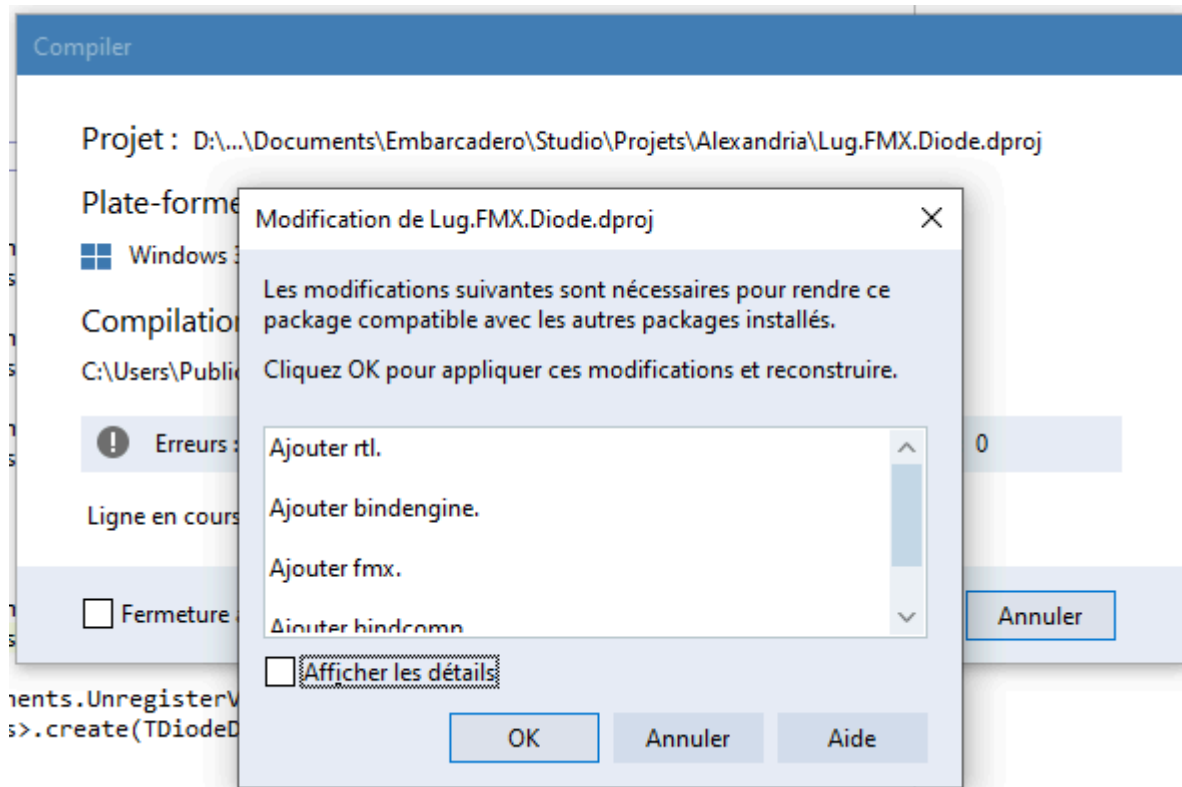 Compiler
Projet : D:\...\Documents\Embarcadero\Studio\Projets\Alexandria\Lug.FMX.Diode.dproj
Plate-forme
Windows
Compilation
C:\Users\Public
Erreurs :
0
Ligne en cours
Fermeture
Annuler
Modification de Lug.FMX.Diode.dproj
Les modifications suivantes sont nécessaires pour rendre ce
package compatible avec les autres packages installés.
Cliquez OK pour appliquer ces modifications et reconstruire.
Ajouter rtl.
Ajouter bindengine.
Ajouter fmx.
Ajouter bindcomp
Afficher les détails
OK
Annuler
Aide
nents.UnregisterV
s>.create(TDiodeD